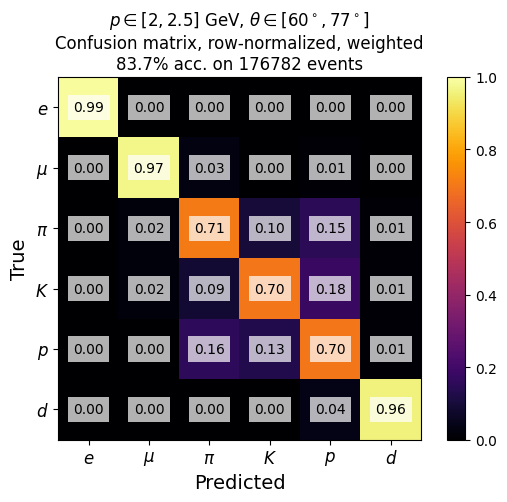 p ∈ [2, 2.5] GeV, θ ∈ [60°, 77°]
Confusion matrix, row-normalized, weighted
83.7% acc. on 176782 events
1.0
e 0.99 0.00 0.00 0.00 0.00 0.00
μ 0.00 0.97 0.03 0.00 0.01 0.00
0.8
π 0.00 0.02 0.71 0.10 0.15 0.01
0.6
K 0.00 0.02 0.09 0.70 0.18 0.01
0.4
p 0.00 0.00 0.16 0.13 0.70 0.01
0.2
d 0.00 0.00 0.00 0.00 0.04 0.96
0.0
True
e μ π K p d
Predicted